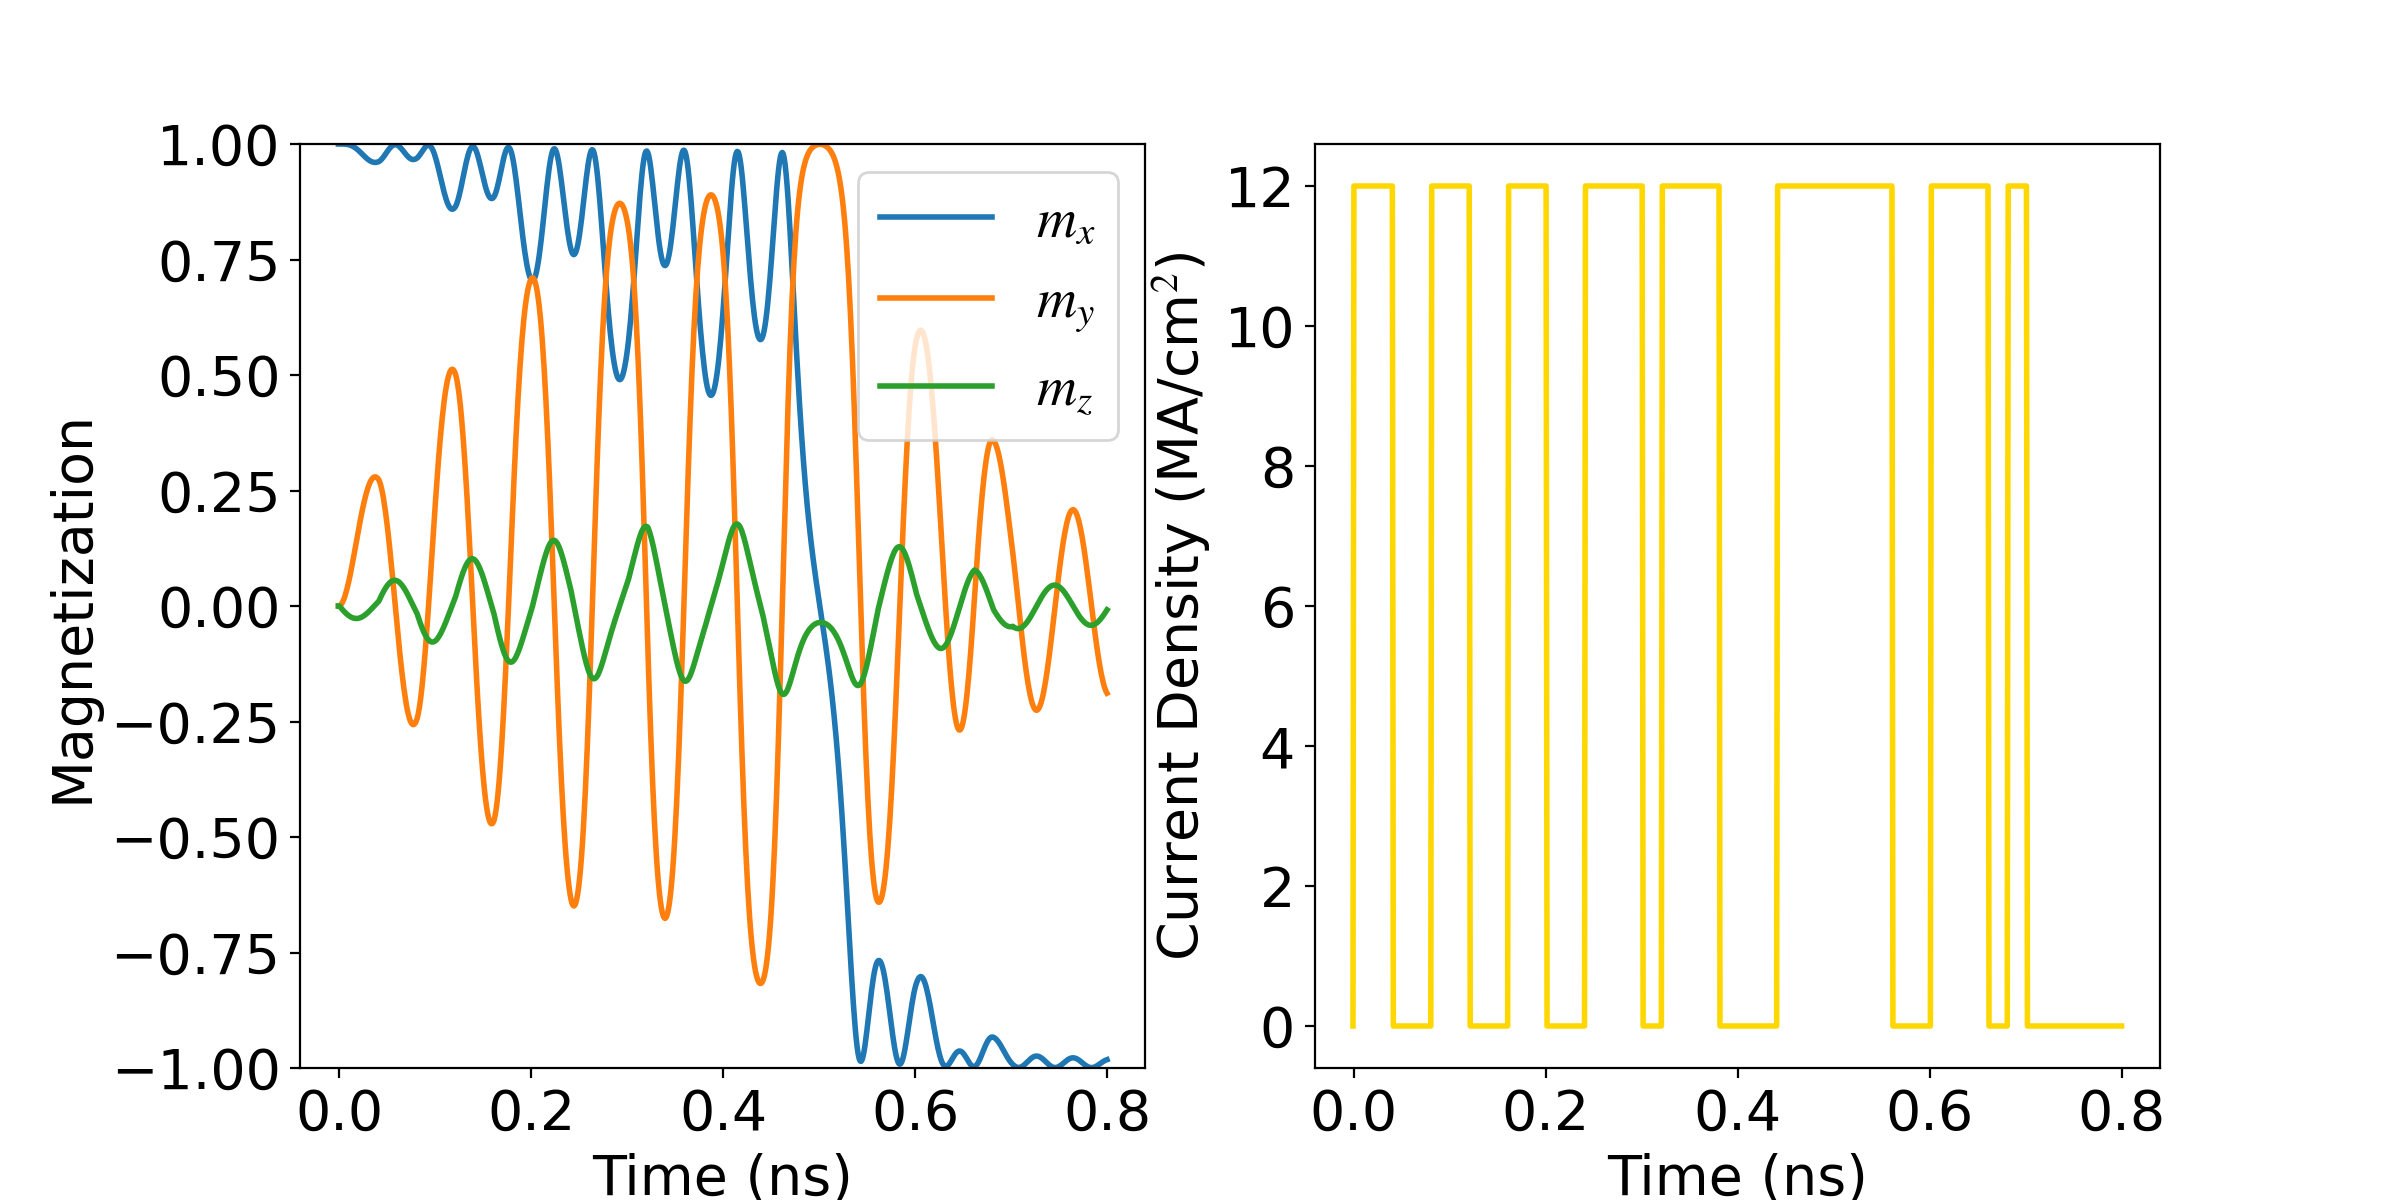 1.00
0.75
0.50
0.25
0.00
−0.25
−0.50
−0.75
−1.00
Magnetization
0.0 0.2 0.4 0.6 0.8
Time (ns)
m_x
m_y
m_z
12
10
8
6
4
2
0
Current Density (MA/cm²)
0.0 0.2 0.4 0.6 0.8
Time (ns)